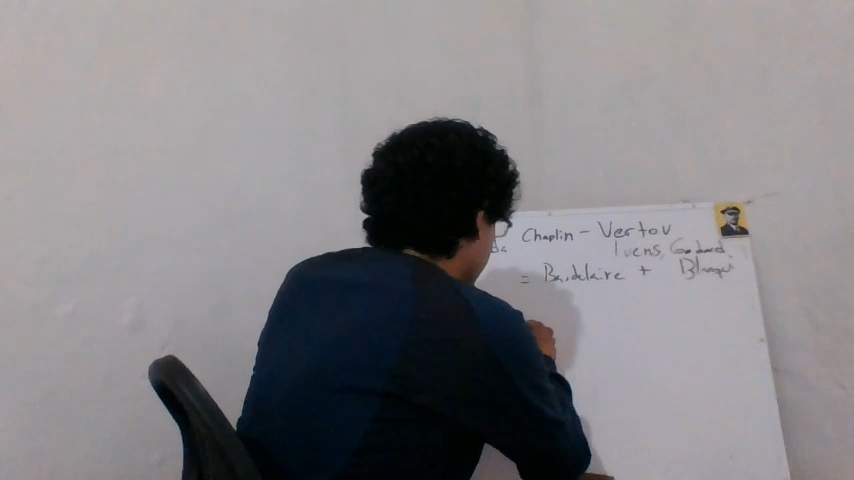 Chaplin - Vertov
Ivens, Godard.
= Baudelaire +